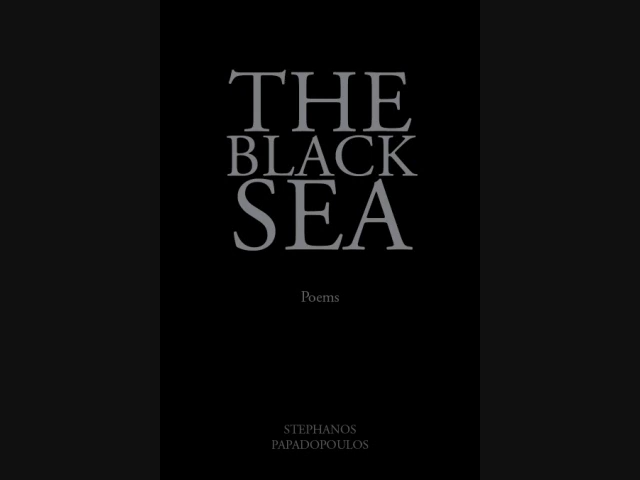 THE
BLACK
SEA
Poems
STEPHANOS
PAPADOPOULOS